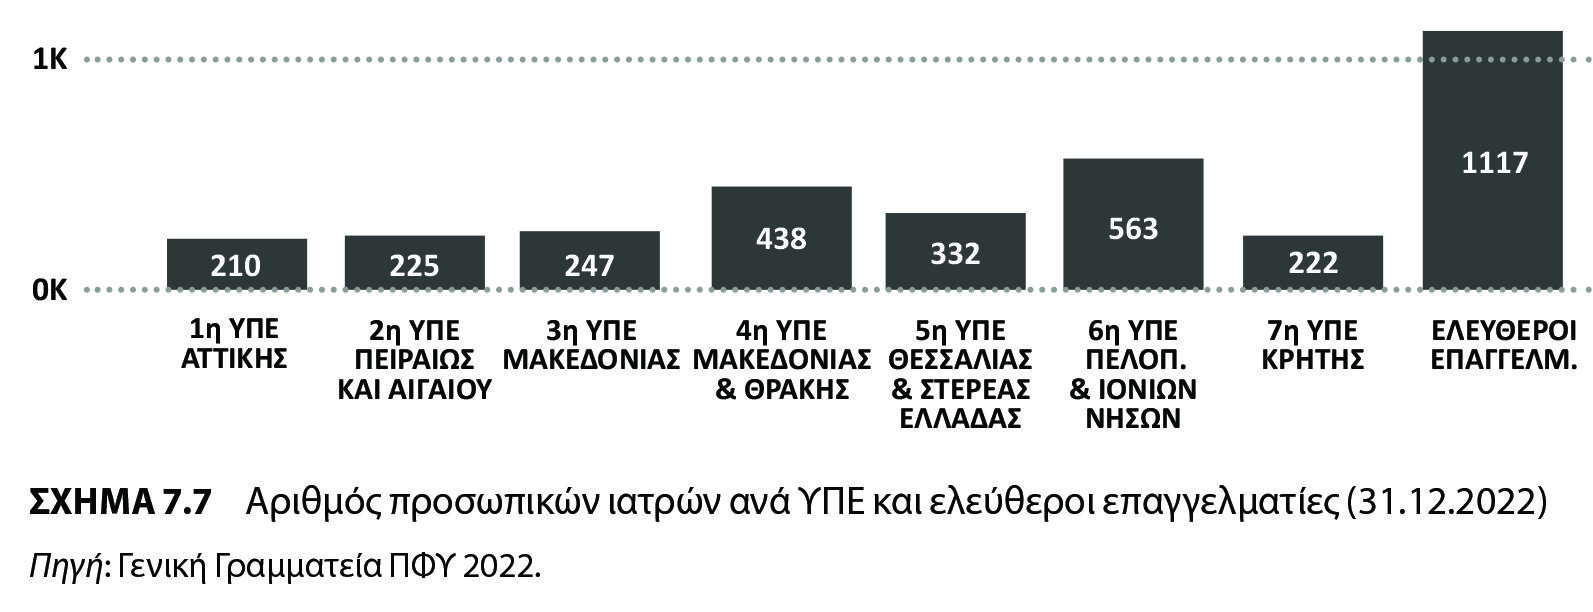 1K
0K
210
225
247
438
332
563
222
1117
1η ΥΠΕ
ΑΤΤΙΚΗΣ
2η ΥΠΕ
ΠΕΙΡΑΙΩΣ
ΚΑΙ ΑΙΓΑΙΟΥ
3η ΥΠΕ
ΜΑΚΕΔΟΝΙΑΣ
4η ΥΠΕ
ΜΑΚΕΔΟΝΙΑΣ
& ΘΡΑΚΗΣ
5η ΥΠΕ
ΘΕΣΣΑΛΙΑΣ
& ΣΤΕΡΕΑΣ
ΕΛΛΑΔΑΣ
6η ΥΠΕ
ΠΕΛΟΠ.
& ΙΟΝΙΩΝ
ΝΗΣΩΝ
7η ΥΠΕ
ΚΡΗΤΗΣ
ΕΛΕΥΘΕΡΟΙ
ΕΠΑΓΓΕΛΜ.
ΣΧΗΜΑ 7.7 Αριθμός προσωπικών ιατρών ανά ΥΠΕ και ελεύθεροι επαγγελματίες (31.12.2022)
Πηγή: Γενική Γραμματεία ΠΦΥ 2022.